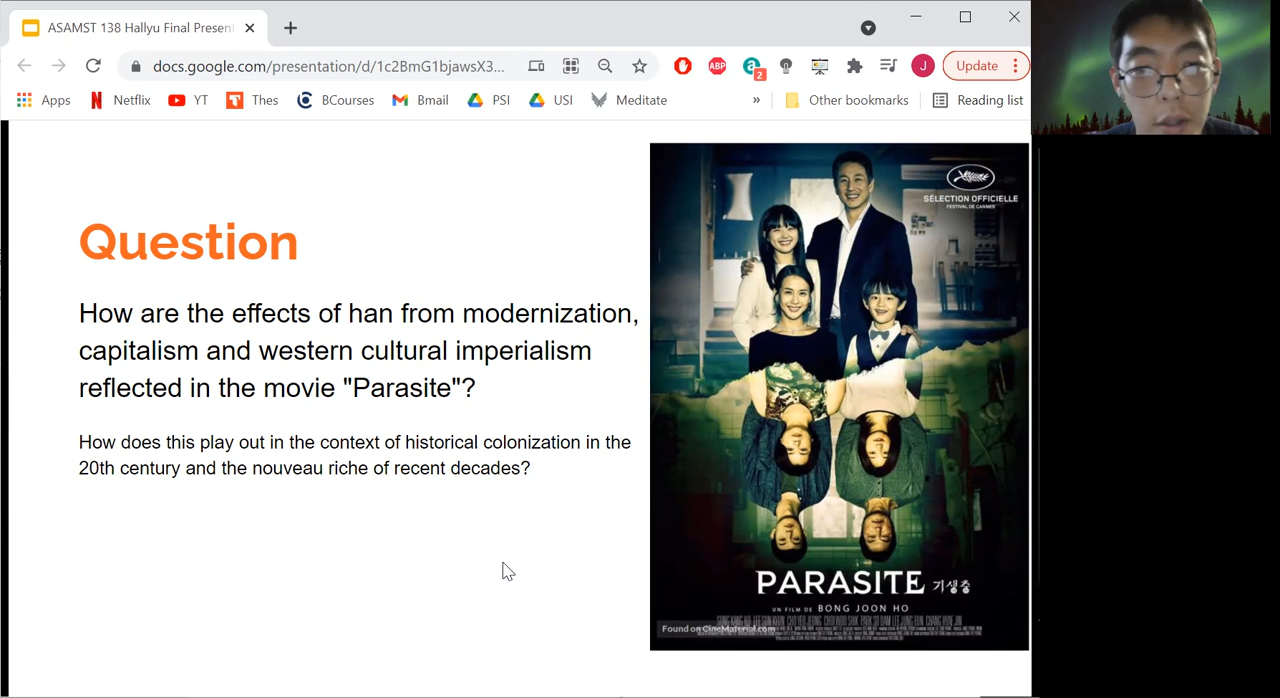 ASAMST 138 Hallyu Final Present
docs.google.com/presentation/d/1c2BmG1bjawsX3...
ABP
a
2
J
Update
Apps
Netflix
YT
Thes
BCourses
Bmail
PSI
USI
Meditate
»
Other bookmarks
Reading list
Question
How are the effects of han from modernization,
capitalism and western cultural imperialism
reflected in the movie "Parasite"?
How does this play out in the context of historical colonization in the
20th century and the nouveau riche of recent decades?
SÉLECTION OFFICIELLE
FESTIVAL DE CANNES
PARASITE 기생충
UN FILM DE BONG JOON HO
Found on CineMaterial.com